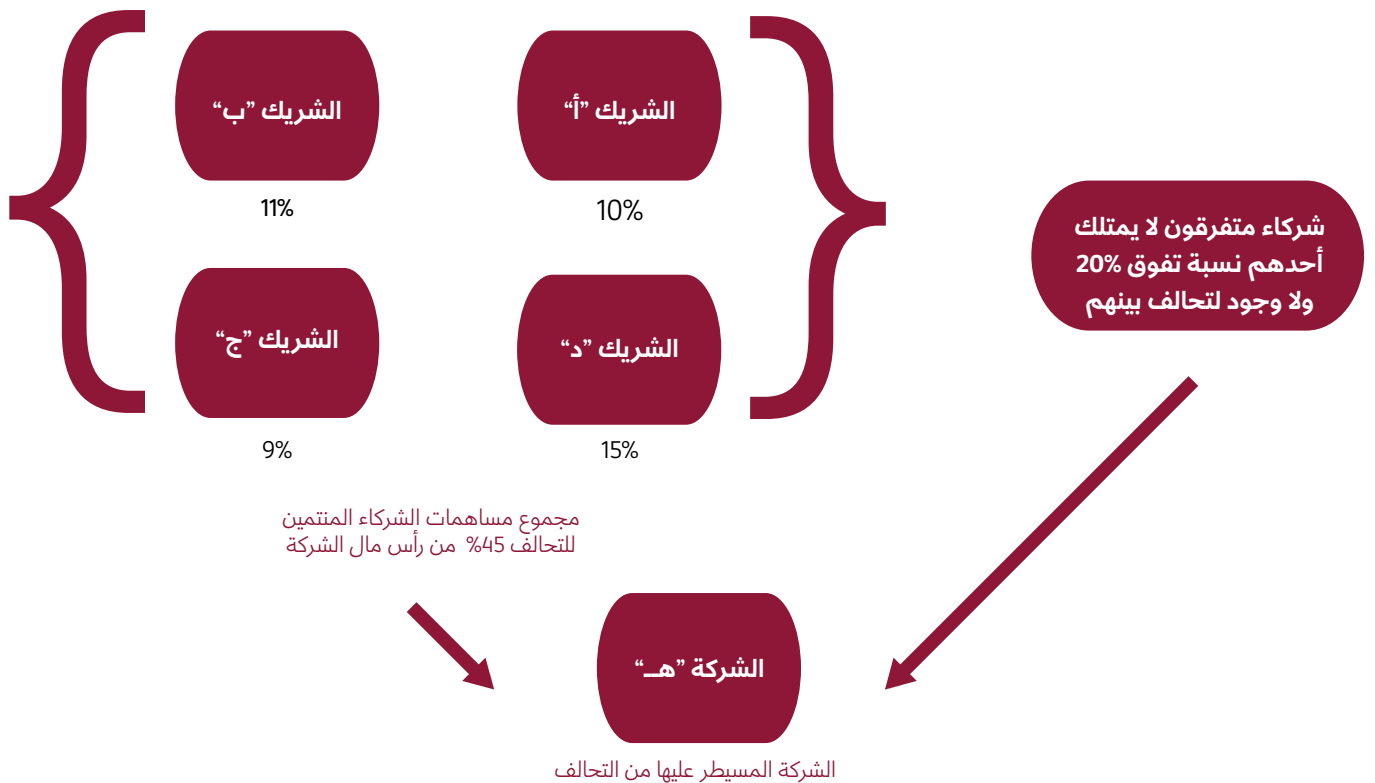 الشريك ”أ“
10%
الشريك ”ب“
11%
الشريك ”د“
15%
الشريك ”ج“
9%
شركاء متفرقون لا يمتلك
أحدهم نسبة تفوق 20%
ولا وجود لتحالف بينهم
مجموع مساهمات الشركاء المنتمين
للتحالف 45% من رأس مال الشركة
الشركة ”هــ“
الشركة المسيطر عليها من التحالف